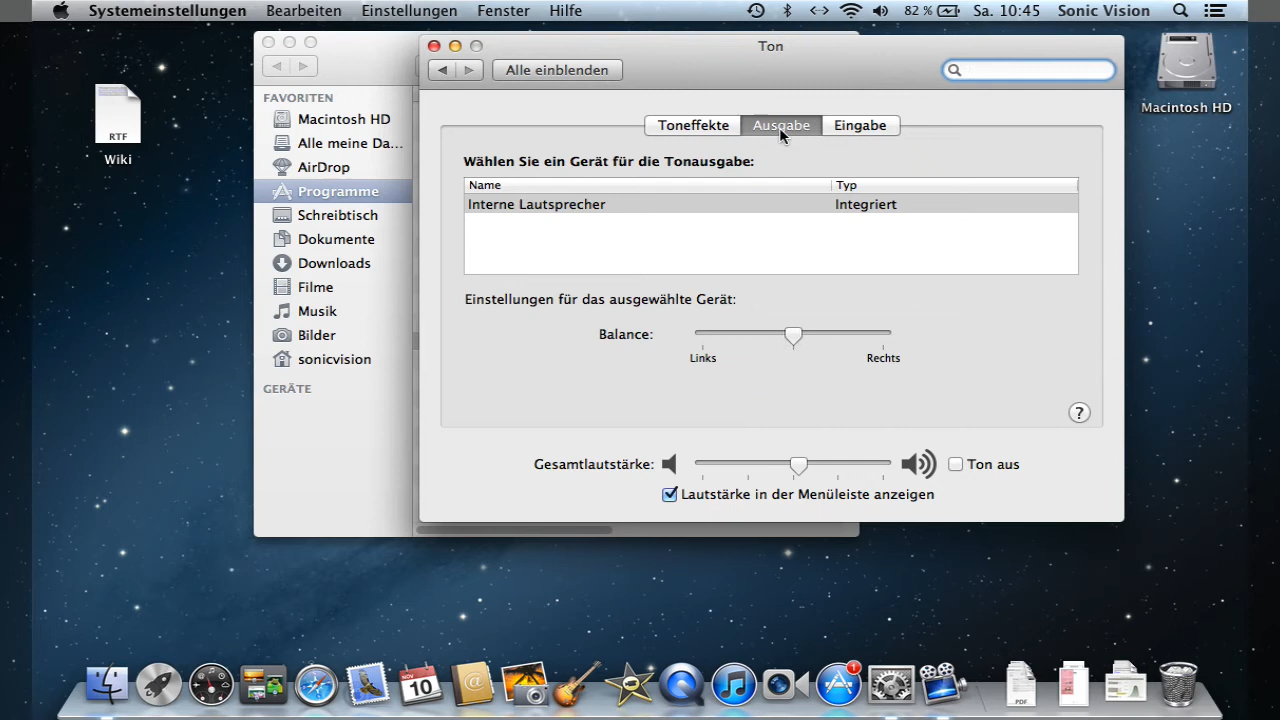 Systemeinstellungen Bearbeiten Einstellungen Fenster Hilfe 82 % Sa. 10:45 Sonic Vision
Ton
Alle einblenden
RTF
Wiki
Macintosh HD
FAVORITEN
Macintosh HD
Alle meine Da...
AirDrop
Programme
Schreibtisch
Dokumente
Downloads
Filme
Musik
Bilder
sonicvision
GERÄTE
Toneffekte Ausgabe Eingabe
Wählen Sie ein Gerät für die Tonausgabe:
Name Typ
Interne Lautsprecher Integriert
Einstellungen für das ausgewählte Gerät:
Balance:
Links Rechts
?
Gesamtlautstärke: Ton aus
Lautstärke in der Menüleiste anzeigen
NOV
10
1
PDF